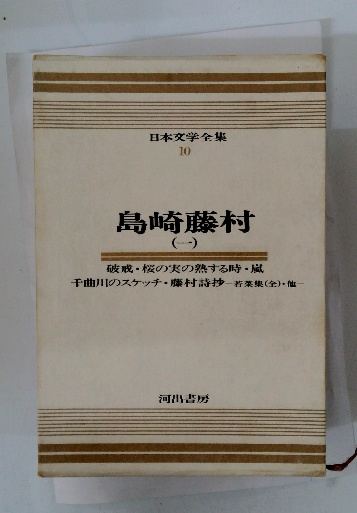 日本文学全集
10
島崎藤村
(一)
破戒・桜の実の熟する時・嵐
千曲川のスケッチ・藤村詩抄—若菜集(全)・他—
河出書房